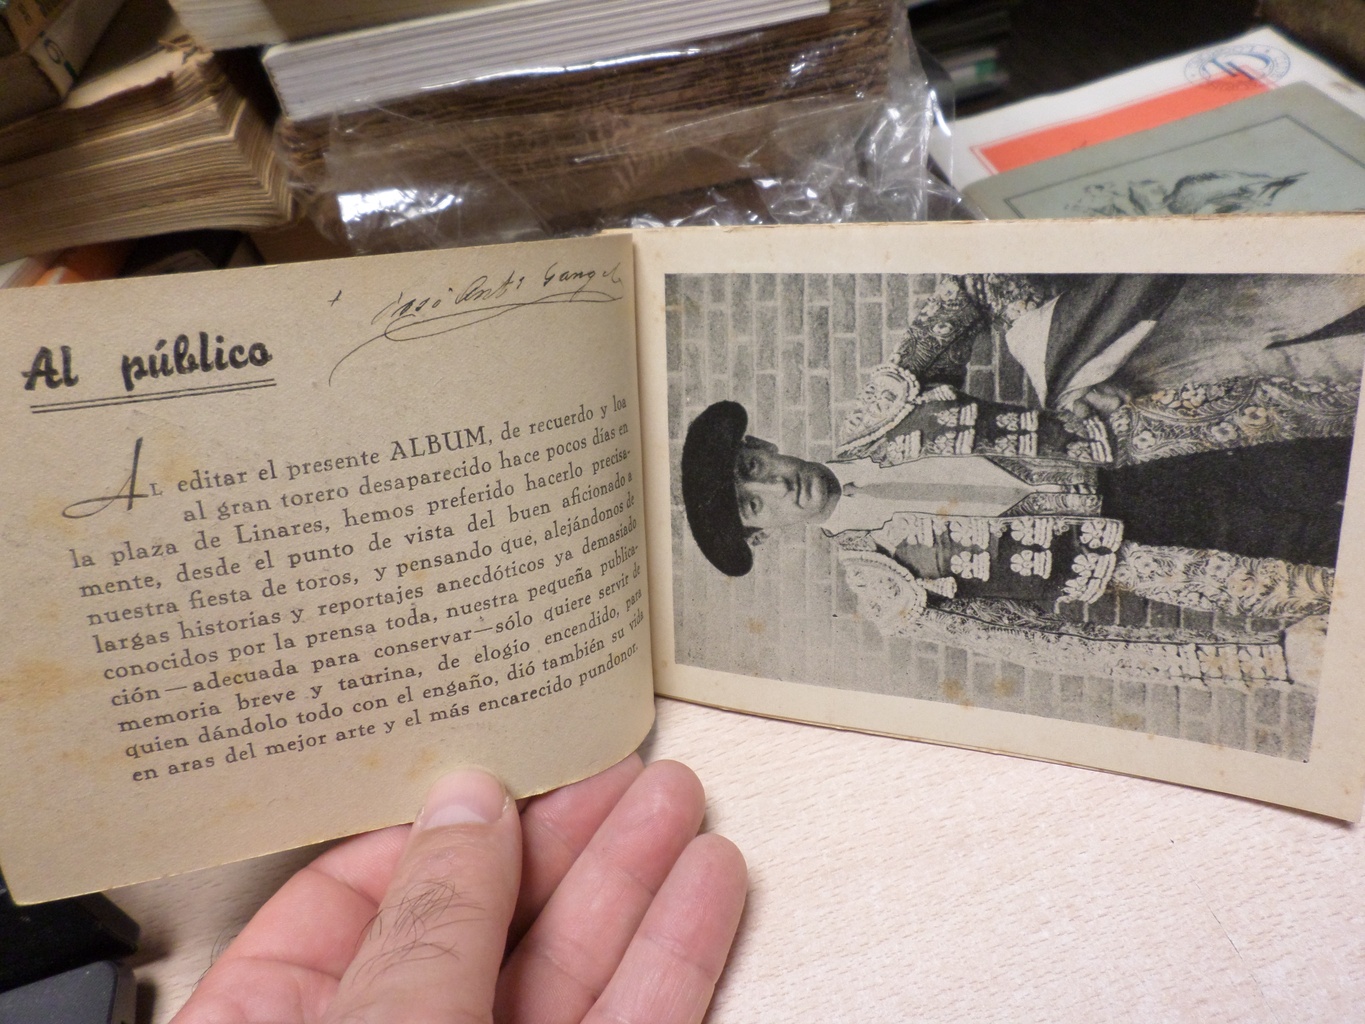 José Antº
Al público
AL editar el presente ALBUM, de recuerdo y loa
al gran torero desaparecido hace pocos días en
la plaza de Linares, hemos preferido hacerlo precisa-
mente, desde el punto de vista del buen aficionado a
nuestra fiesta de toros, y pensando que, alejándonos de
largas historias y reportajes anecdóticos ya demasiado
conocidos por la prensa toda, nuestra pequeña publica-
ción—adecuada para conservar—sólo quiere servir de
memoria breve y taurina, de elogio encendido, para
quien dándolo todo con el engaño, dió también su vida
en aras del mejor arte y el más encarecido pundonor.